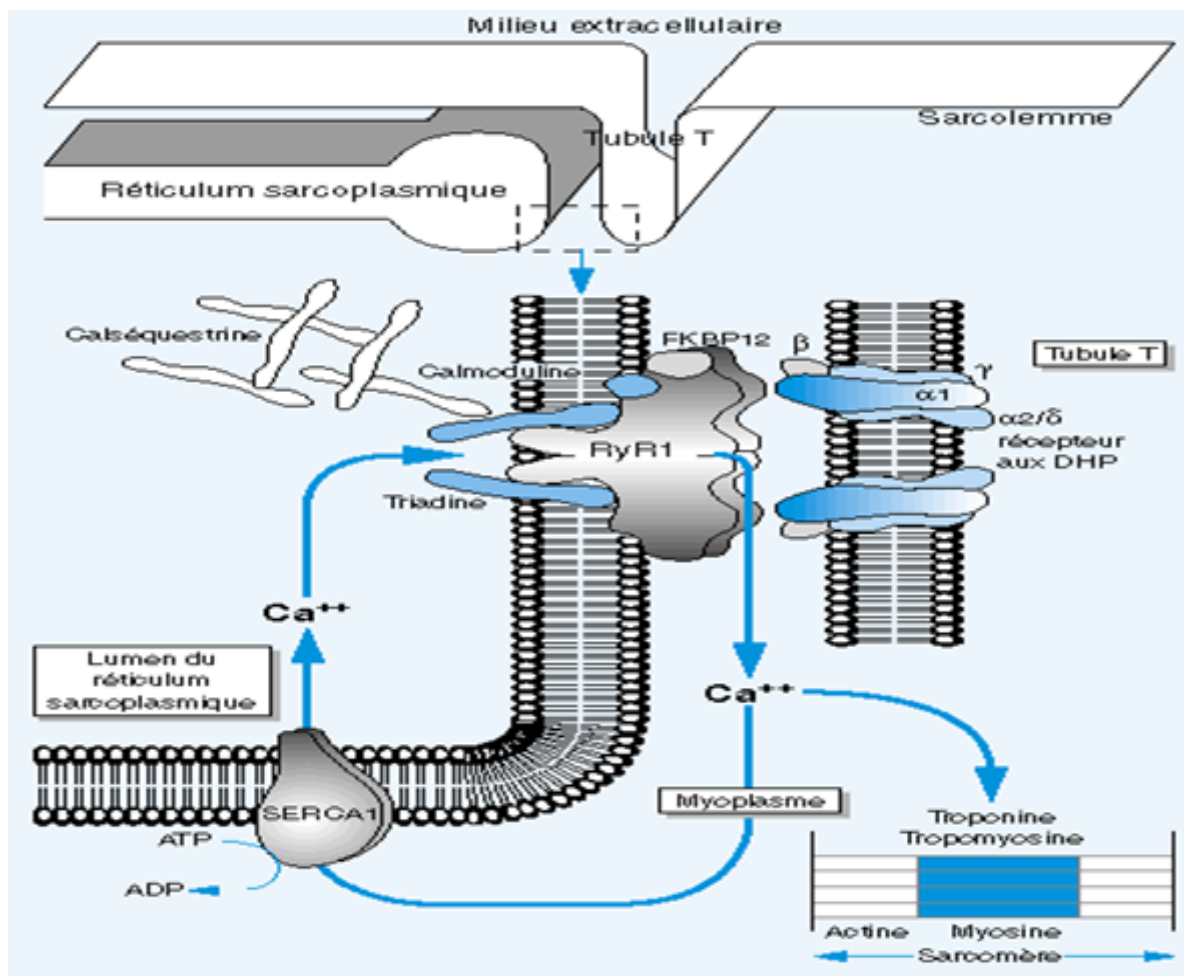 Milieu extracellulaire
Sarcolemme
Tubule T
Réticulum sarcoplasmique
Calséquestrine
FKBP12
β
Tubule T
Calmoduline
γ
α1
α2/δ
récepteur
aux DHP
RyR1
Triadine
Ca++
Lumen du
réticulum
sarcoplasmique
Ca++
Myoplasme
SERCA1
ATP
ADP
Troponine
Tropomyosine
Actine
Myosine
Sarcomère